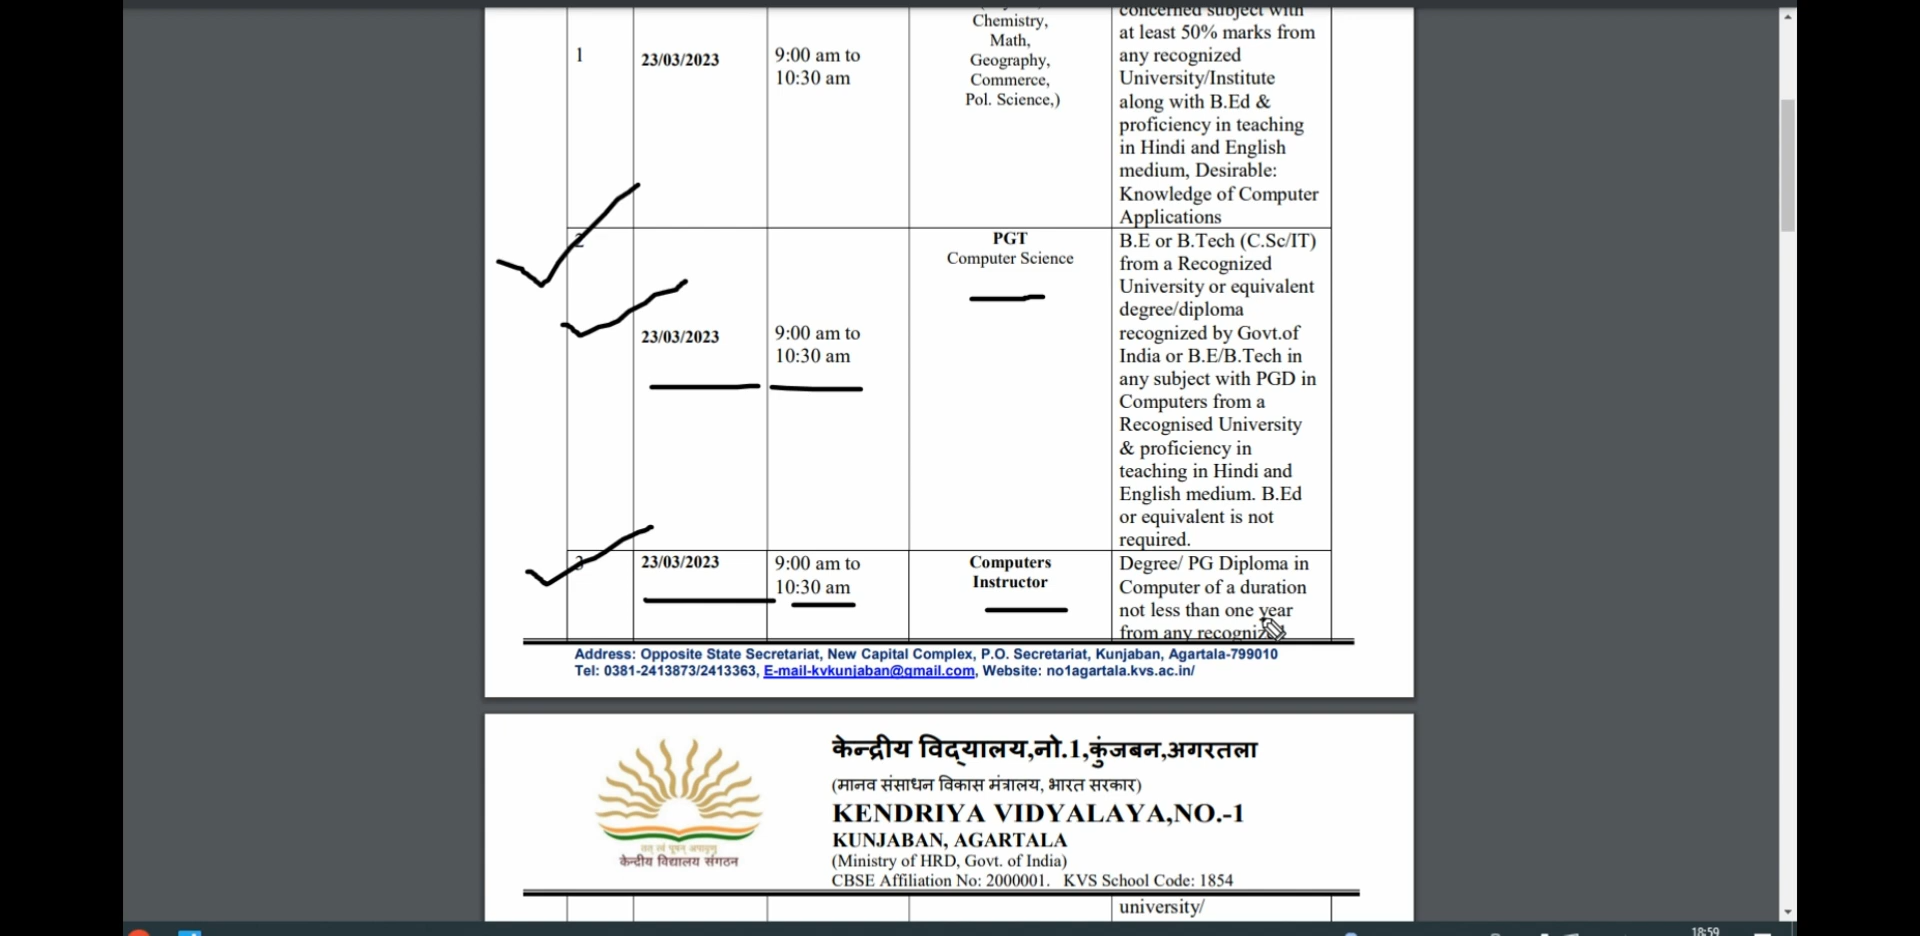 concerned subject with
at least 50% marks from
any recognized
University/Institute
along with B.Ed &
proficiency in teaching
in Hindi and English
medium, Desirable:
Knowledge of Computer
Applications
Chemistry,
Math,
Geography,
Commerce,
Pol. Science,)
1
23/03/2023
9:00 am to
10:30 am
2
23/03/2023
9:00 am to
10:30 am
PGT
Computer Science
B.E or B.Tech (C.Sc/IT)
from a Recognized
University or equivalent
degree/diploma
recognized by Govt.of
India or B.E/B.Tech in
any subject with PGD in
Computers from a
Recognised University
& proficiency in
teaching in Hindi and
English medium. B.Ed
or equivalent is not
required.
3
23/03/2023
9:00 am to
10:30 am
Computers
Instructor
Degree/ PG Diploma in
Computer of a duration
not less than one year
from any
Address: Opposite State Secretariat, New Capital Complex, P.O. Secretariat, Kunjaban, Agartala-799010
Tel: 0381-2413873/2413363, E-mail-kvkunjaban@gmail.com, Website: no1agartala.kvs.ac.in/
केन्द्रीय विद्यालय,नो.1,कुंजबन,अगरतला
(मानव संसाधन विकास मंत्रालय, भारत सरकार)
KENDRIYA VIDYALAYA,NO.-1
KUNJABAN, AGARTALA
(Ministry of HRD, Govt. of India)
CBSE Affiliation No: 2000001. KVS School Code: 1854
केन्द्रीय विद्यालय संगठन
university/
18:59